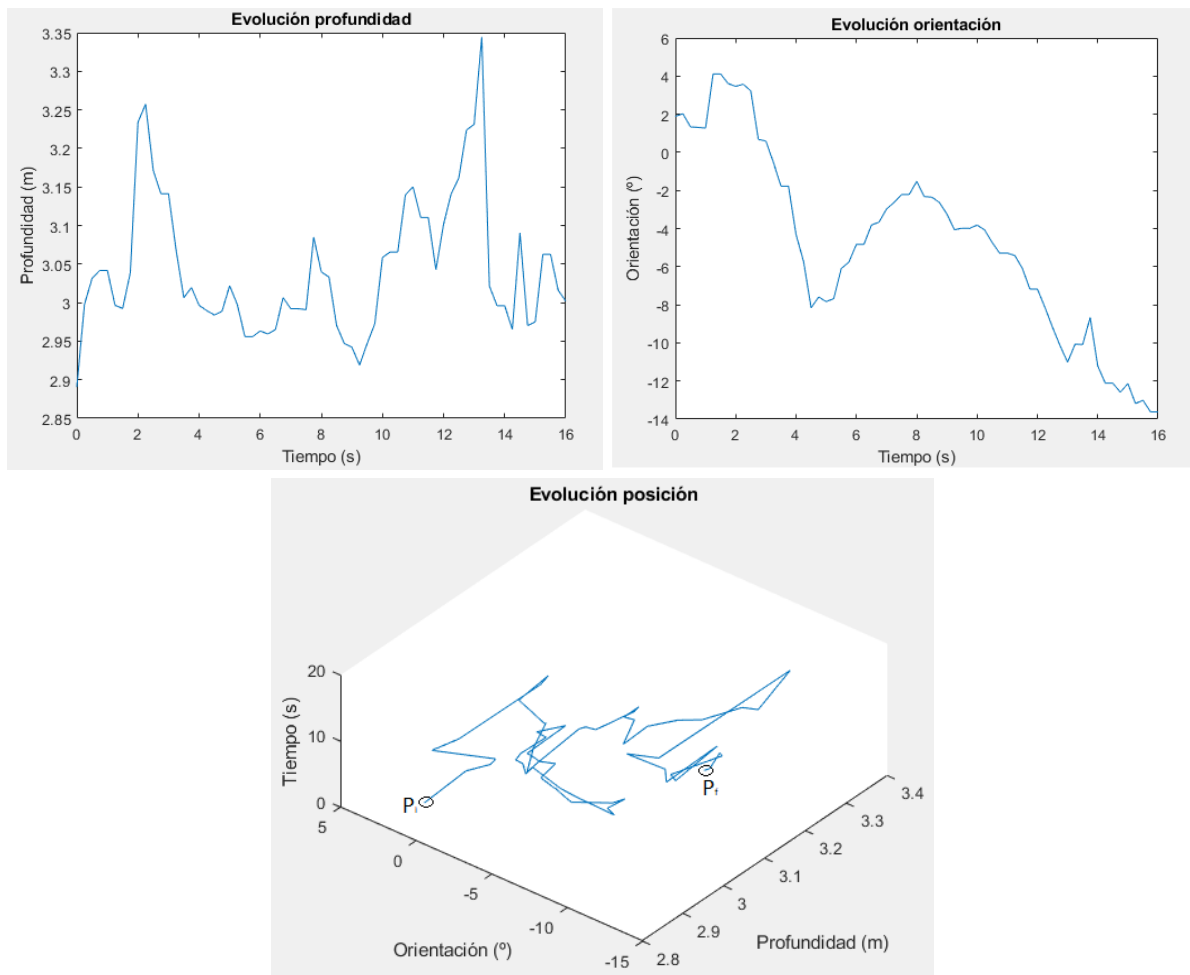 Evolución profundidad
3.35
3.3
3.25
3.2
3.15
3.1
3.05
3
2.95
2.9
2.85
Profundidad (m)
0 2 4 6 8 10 12 14 16
Tiempo (s)
Evolución orientación
6
4
2
0
-2
-4
-6
-8
-10
-12
-14
Orientación (º)
0 2 4 6 8 10 12 14 16
Tiempo (s)
Evolución posición
20
10
0
Tiempo (s)
5
0
-5
-10
-15
Orientación (º)
2.8
2.9
3
3.1
3.2
3.3
3.4
Profundidad (m)
Pi
Pf